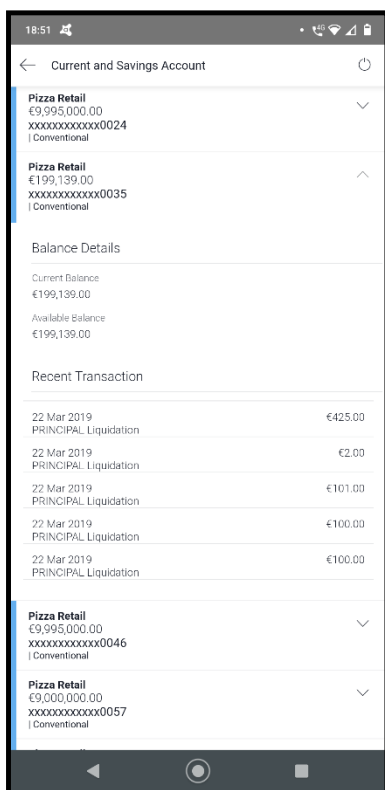 18:51
4G
Current and Savings Account
Pizza Retail
€9,995,000.00
xxxxxxxxxxxx0024
| Conventional
Pizza Retail
€199,139.00
xxxxxxxxxxxx0035
| Conventional
Balance Details
Current Balance
€199,139.00
Available Balance
€199,139.00
Recent Transaction
22 Mar 2019 €425.00
PRINCIPAL Liquidation
22 Mar 2019 €2.00
PRINCIPAL Liquidation
22 Mar 2019 €101.00
PRINCIPAL Liquidation
22 Mar 2019 €100.00
PRINCIPAL Liquidation
22 Mar 2019 €100.00
PRINCIPAL Liquidation
Pizza Retail
€9,995,000.00
xxxxxxxxxxxx0046
| Conventional
Pizza Retail
€9,000,000.00
xxxxxxxxxxxx0057
| Conventional